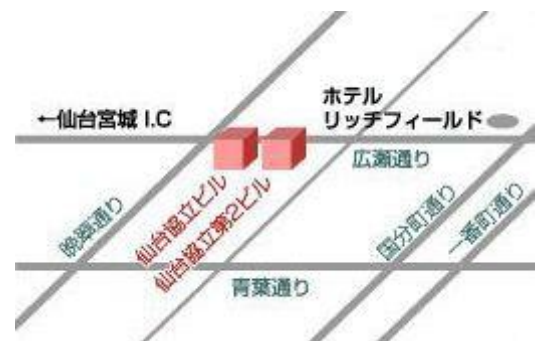 ←仙台宮城 I.C
ホテル
リッチフィールド
広瀬通り
晩翠通り
仙台協立ビル
仙台協立第2ビル
国分町通り
一番町通り
青葉通り